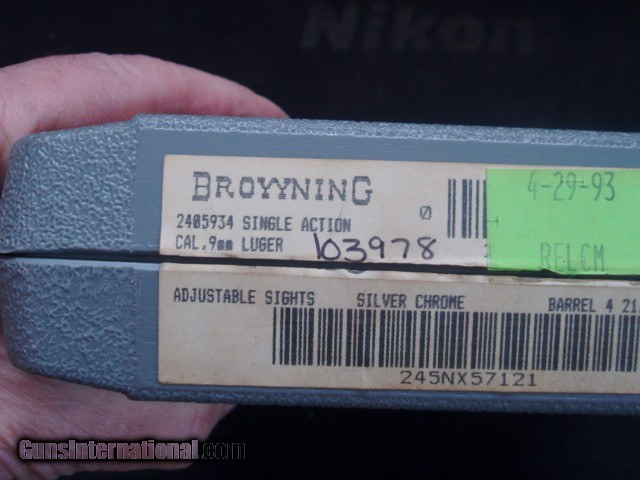 Nikon
BROWNING
2405934 SINGLE ACTION
CAL.9mm LUGER
103978
0
4-29-93
RELCM
ADJUSTABLE SIGHTS SILVER CHROME BARREL 4 21
245NX57121
GunsInternational.com